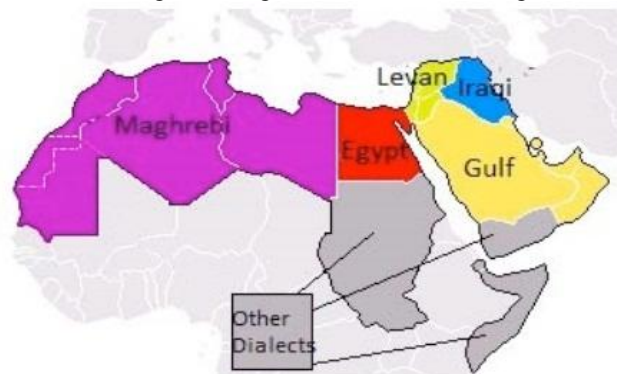 Levan
Iraqi
Maghrebi
Egypt
Gulf
Other
Dialects